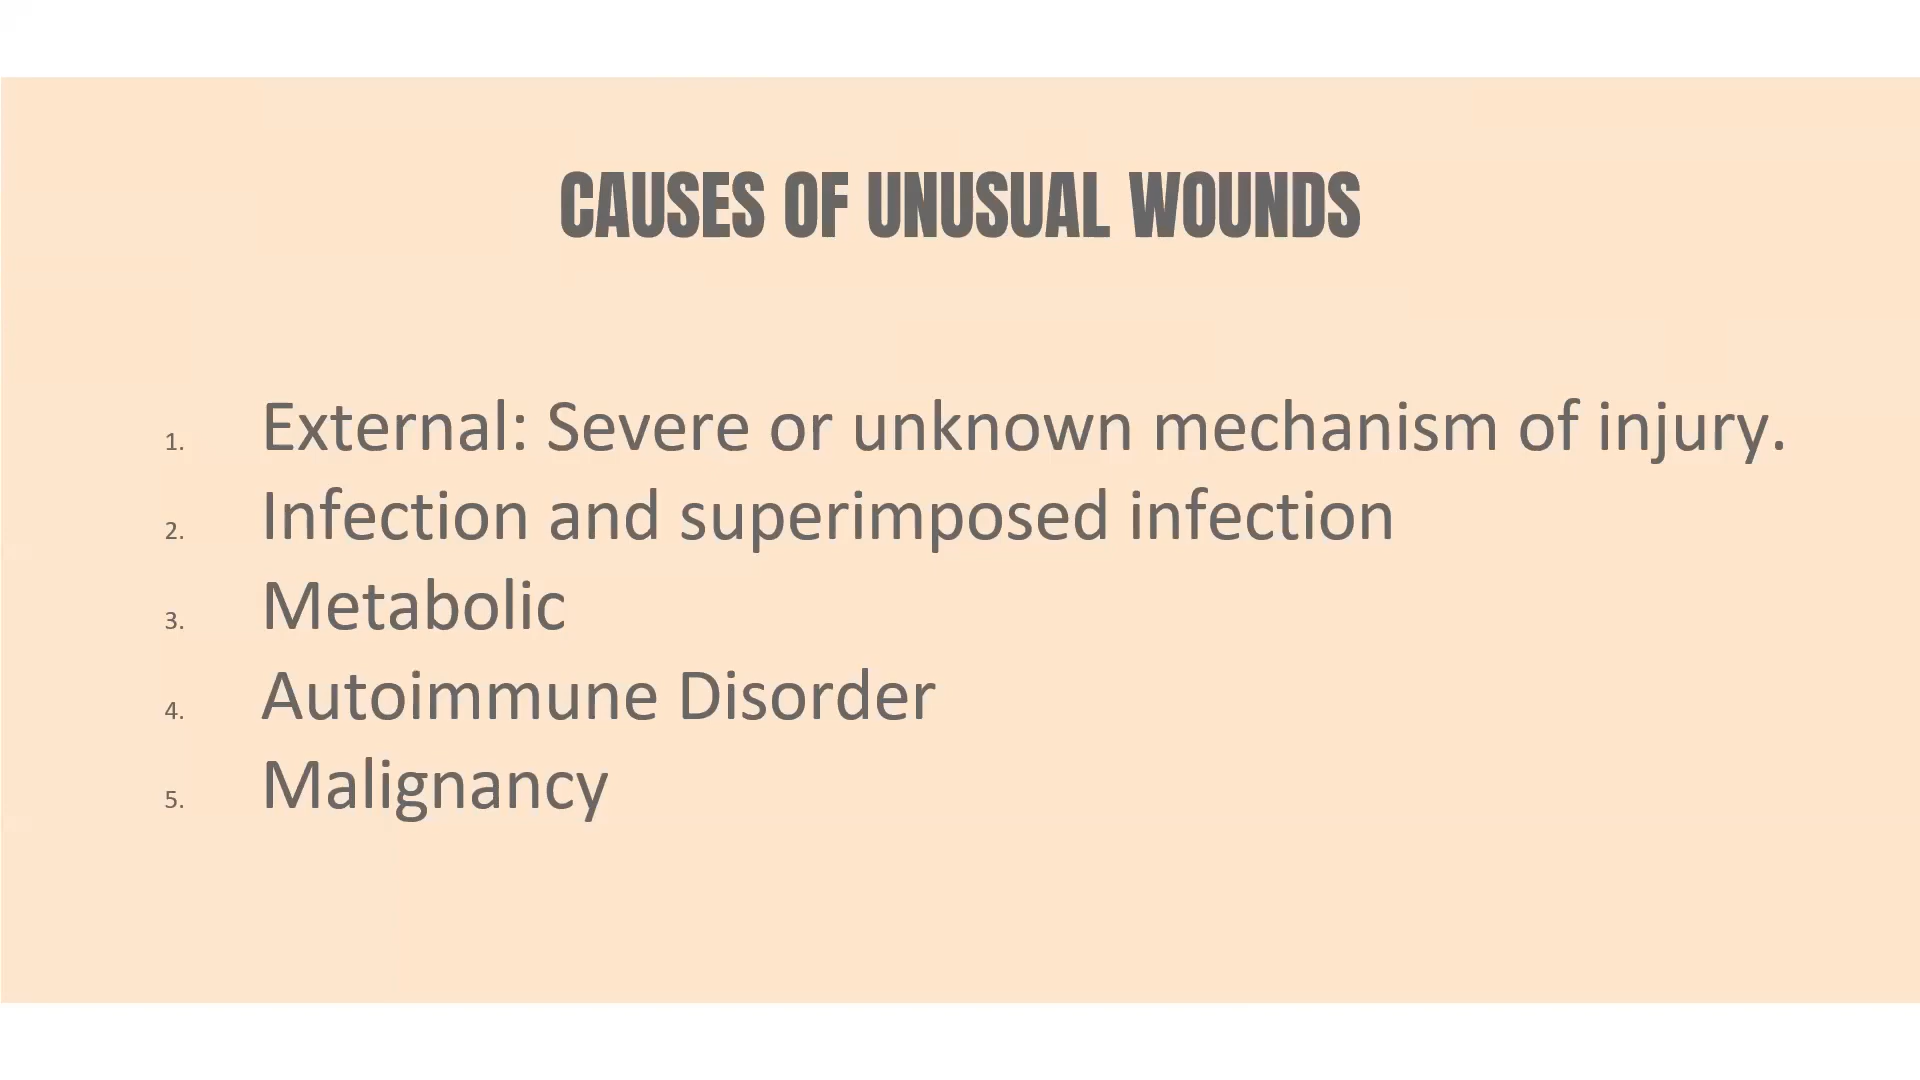 CAUSES OF UNUSUAL WOUNDS
1. External: Severe or unknown mechanism of injury.
2. Infection and superimposed infection
3. Metabolic
4. Autoimmune Disorder
5. Malignancy